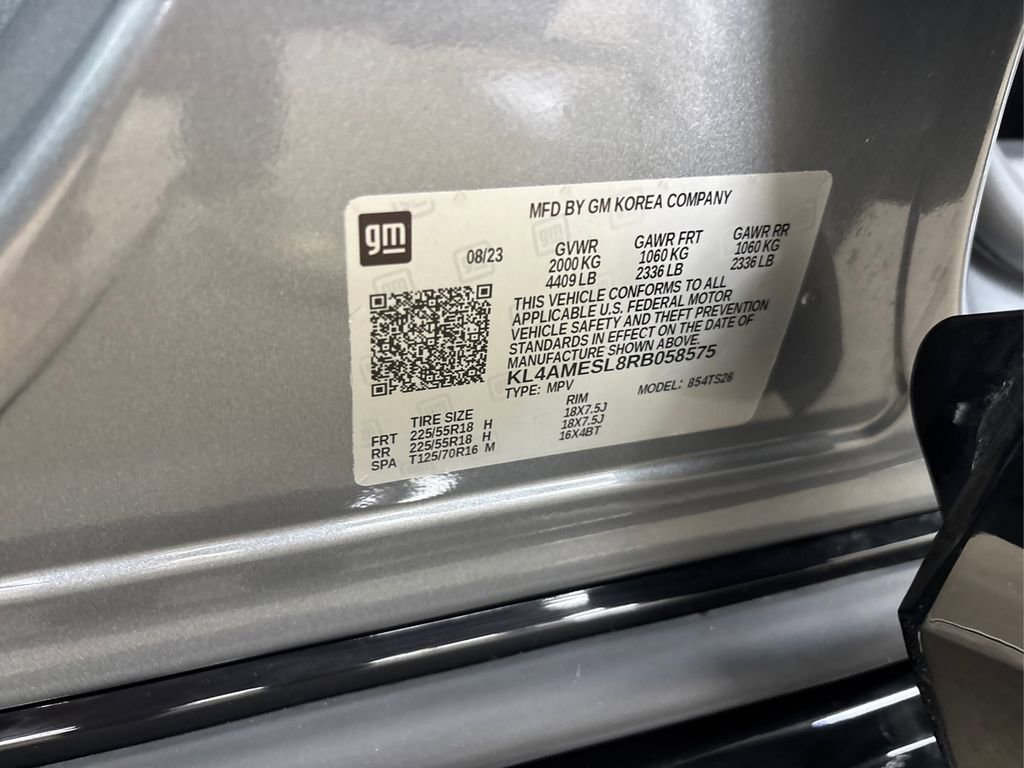 gm
MFD BY GM KOREA COMPANY
08/23
GVWR GAWR FRT GAWR RR
2000 KG 1060 KG 1060 KG
4409 LB 2336 LB 2336 LB
THIS VEHICLE CONFORMS TO ALL
APPLICABLE U.S. FEDERAL MOTOR
VEHICLE SAFETY AND THEFT PREVENTION
STANDARDS IN EFFECT ON THE DATE OF
MANUFACTURE SHOWN ABOVE.
KL4AMESL8RB058575
TYPE: MPV MODEL: 854TS26
TIRE SIZE RIM
FRT 225/55R18 H 18X7.5J
RR 225/55R18 H 18X7.5J
SPA T125/70R16 M 16X4BT